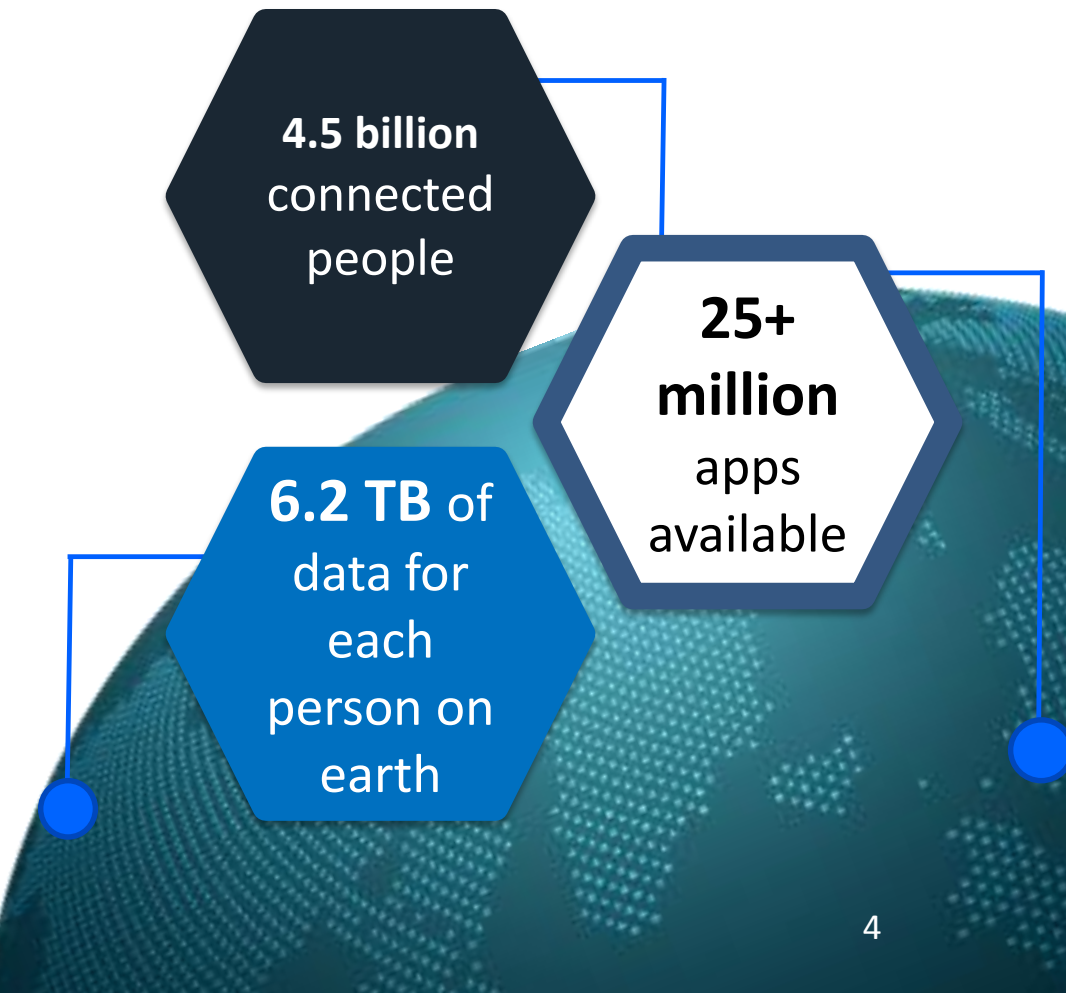 4.5 billion
connected
people
25+
million
apps
available
6.2 TB of
data for
each
person on
earth
4